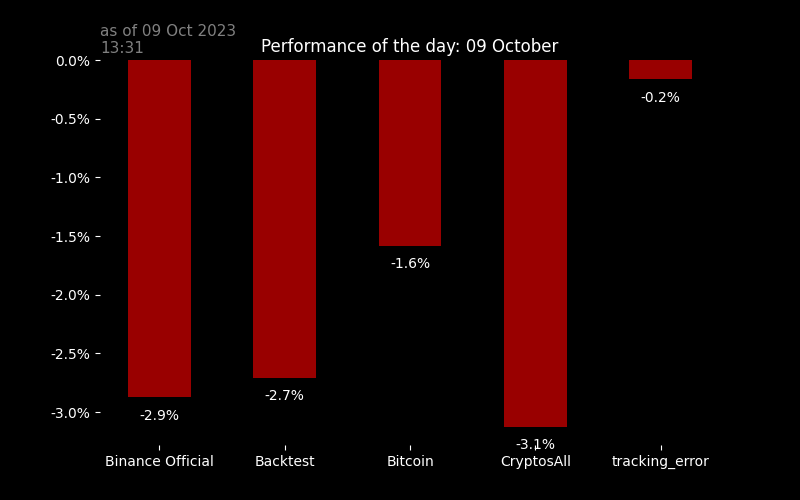 as of 09 Oct 2023
13:31
Performance of the day: 09 October
0.0%
-0.5%
-1.0%
-1.5%
-2.0%
-2.5%
-3.0%
-2.9%
-2.7%
-1.6%
-3.1%
-0.2%
Binance Official
Backtest
Bitcoin
CryptosAll
tracking_error